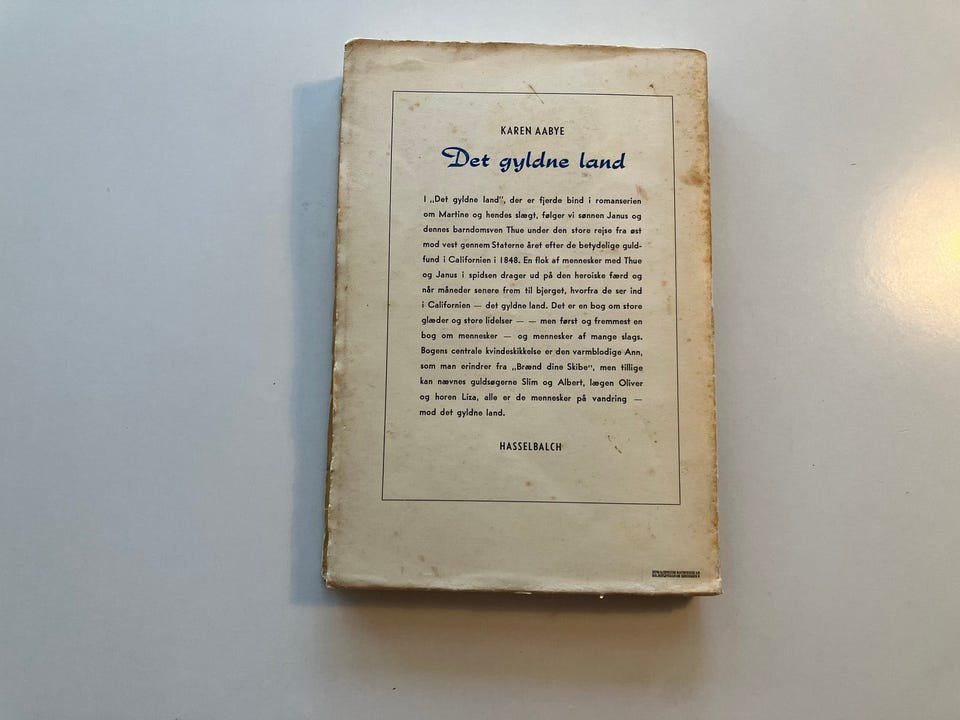 KAREN AABYE
Det gyldne land
I „Det gyldne land", der er fjerde bind i romanserien
om Martine og hendes slægt, følger vi sønnen Janus og
dennes barndomsven Thue under den store rejse fra øst
mod vest gennem Staterne året efter de betydelige guld-
fund i Californien i 1848. En flok af mennesker med Thue
og Janus i spidsen drager ud på den heroiske færd og
når måneder senere frem til bjerget, hvorfra de ser ind
i Californien — det gyldne land. Det er en bog om store
glæder og store lidelser — — men først og fremmest en
bog om mennesker — og mennesker af mange slags.
Bogens centrale kvindeskikkelse er den varmblodige Ann,
som man erindrer fra „Brænd dine Skibe", men tillige
kan nævnes guldsøgerne Slim og Albert, lægen Oliver
og horen Liza, alle er de mennesker på vandring —
mod det gyldne land.
HASSELBALCH